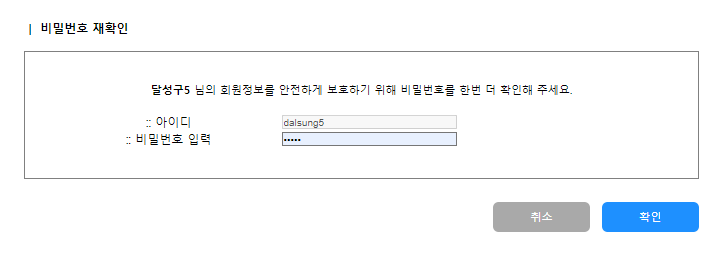 | 비밀번호 재확인
달성구5 님의 회원정보를 안전하게 보호하기 위해 비밀번호를 한번 더 확인해 주세요.
:: 아이디 dalsung5
:: 비밀번호 입력 •••••
취소 확인